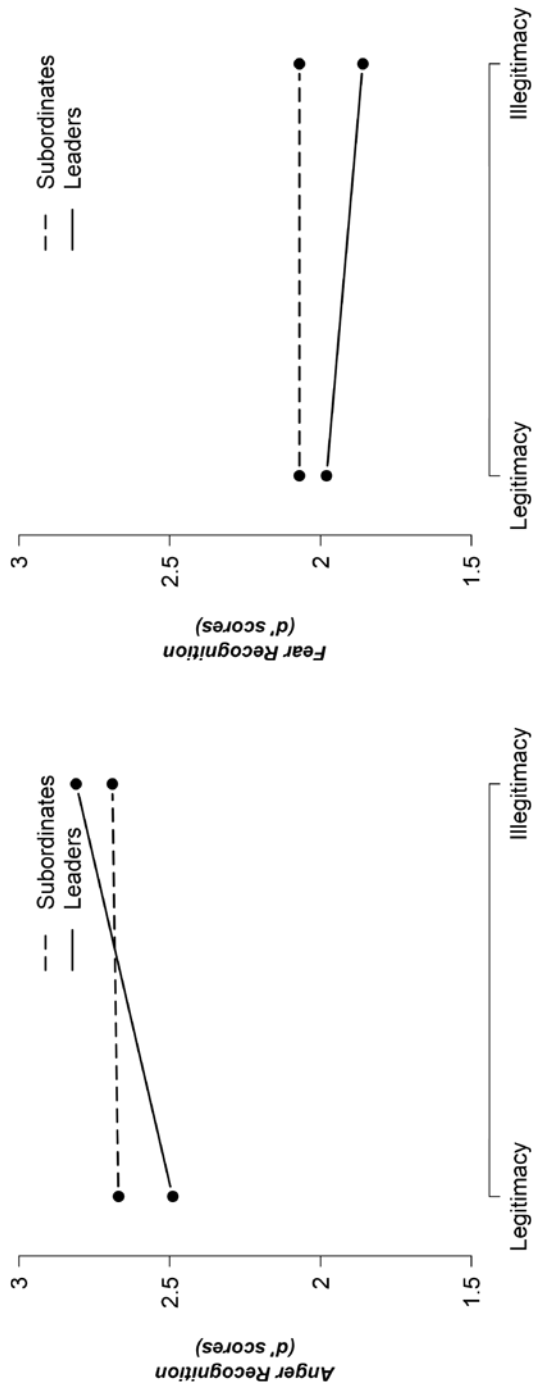 Anger Recognition
(d' scores)
3
2.5
2
1.5
Subordinates
Leaders
Legitimacy
Illegitimacy
Fear Recognition
(d' scores)
3
2.5
2
1.5
Subordinates
Leaders
Legitimacy
Illegitimacy